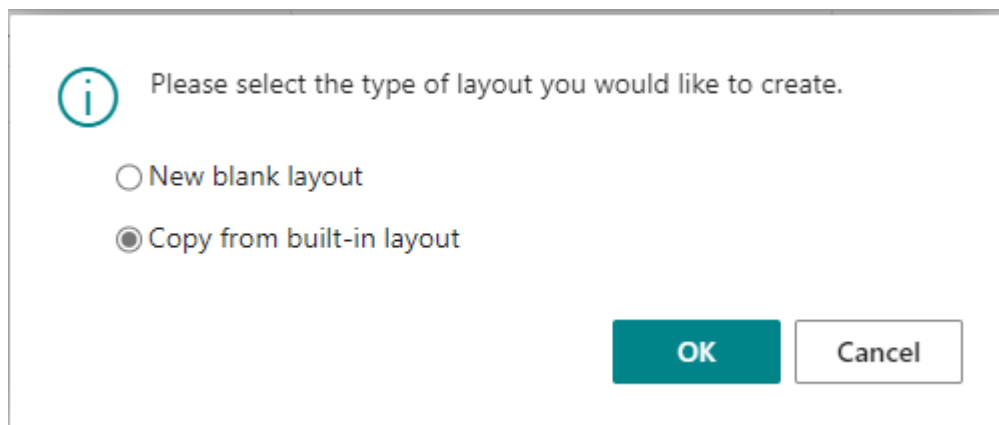 Please select the type of layout you would like to create.
New blank layout
Copy from built-in layout
OK
Cancel